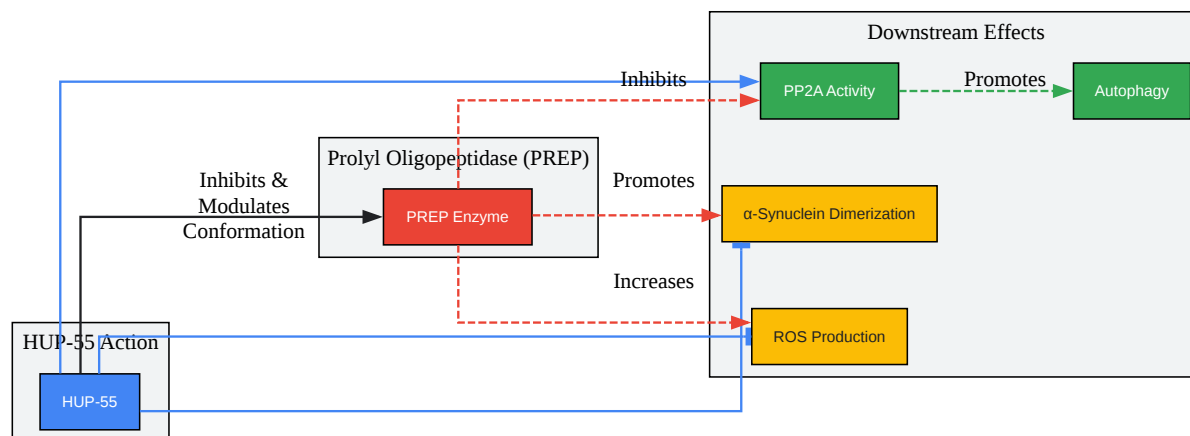 Downstream Effects
Inhibits
PP2A Activity
Promotes
Autophagy
Prolyl Oligopeptidase (PREP)
Inhibits &
Modulates
Conformation
PREP Enzyme
Promotes
α-Synuclein Dimerization
Increases
HUP-55 Action
ROS Production
HUP-55